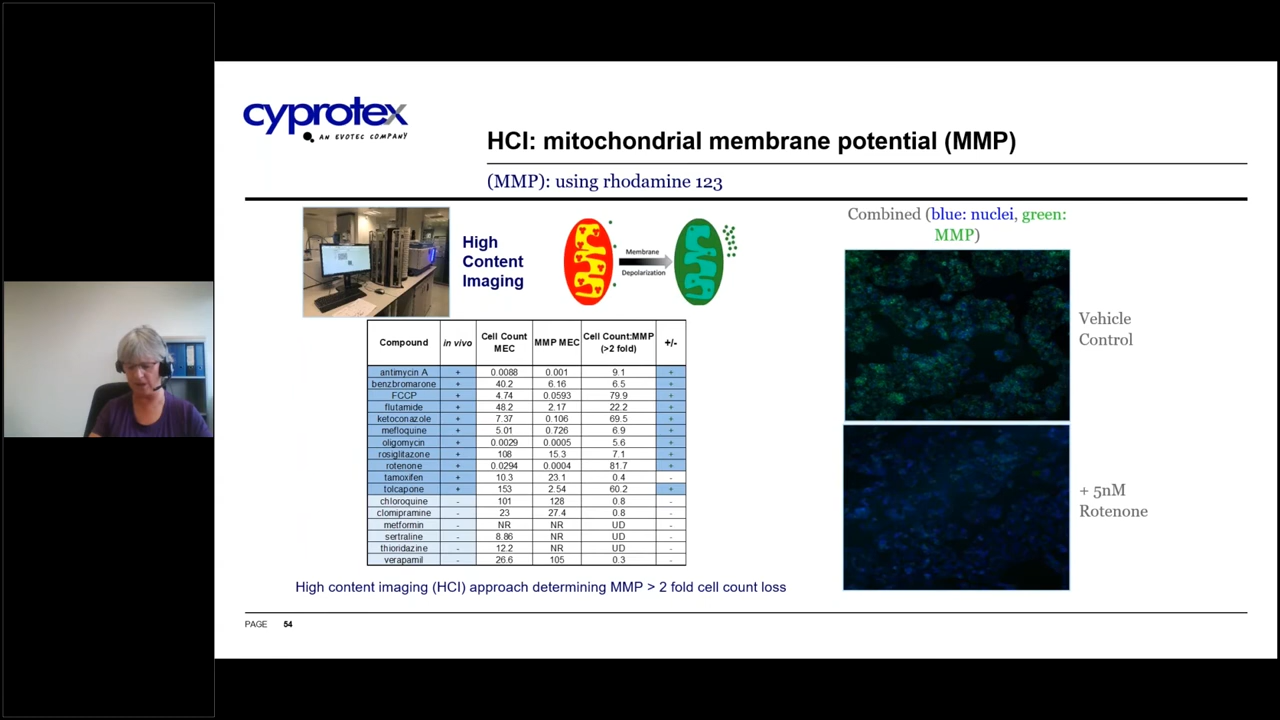 cyprotex
AN EVOTEC COMPANY
HCI: mitochondrial membrane potential (MMP)
(MMP): using rhodamine 123
High
Content
Imaging
Membrane
Depolarization
Combined (blue: nuclei, green:
MMP)
Vehicle
Control
+ 5nM
Rotenone
Compound in vivo Cell Count MEC MMP MEC Cell Count:MMP (>2 fold) +/-
antimycin A + 0.0088 0.001 9.1 +
benzbromarone + 40.2 6.16 6.5 +
FCCP + 4.74 0.0593 79.9 +
flutamide + 48.2 2.17 22.2 +
ketoconazole + 7.37 0.106 69.5 +
mefloquine + 5.01 0.726 6.9 +
oligomycin + 0.0029 0.0005 5.6 +
rosiglitazone + 108 15.3 7.1 +
rotenone + 0.0294 0.0004 81.7 +
tamoxifen + 10.3 23.1 0.4 -
tolcapone + 153 2.54 60.2 +
chloroquine - 101 128 0.8 -
clomipramine - 23 27.4 0.8 -
metformin - NR NR UD -
sertraline - 8.86 NR UD -
thioridazine - 12.2 NR UD -
verapamil - 26.6 105 0.3 -
High content imaging (HCI) approach determining MMP > 2 fold cell count loss
PAGE 54